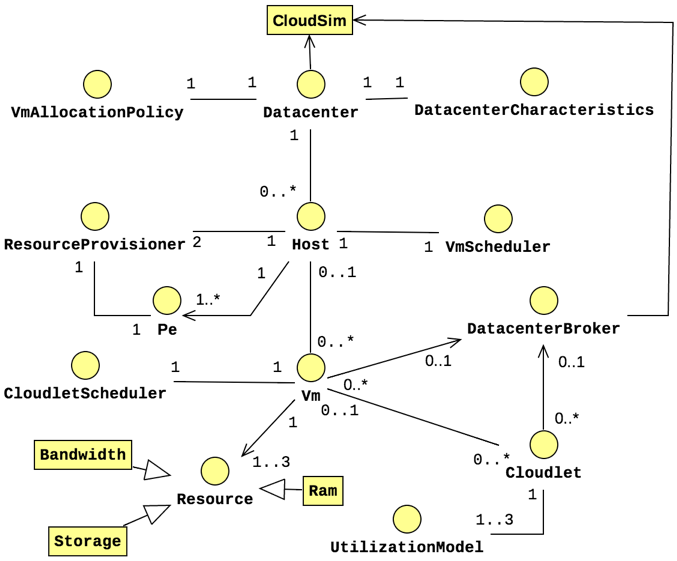 CloudSim
1
1
1
1
VmAllocationPolicy
Datacenter
DatacenterCharacteristics
1
0..*
ResourceProvisioner
2
1
Host
1
1
VmScheduler
1
1
0..1
1..*
1
Pe
DatacenterBroker
0..*
0..1
0..1
CloudletScheduler
1
1
Vm
0..*
0..1
1
0..*
Bandwidth
1..3
0..*
Cloudlet
Resource
Ram
1
1..3
Storage
UtilizationModel